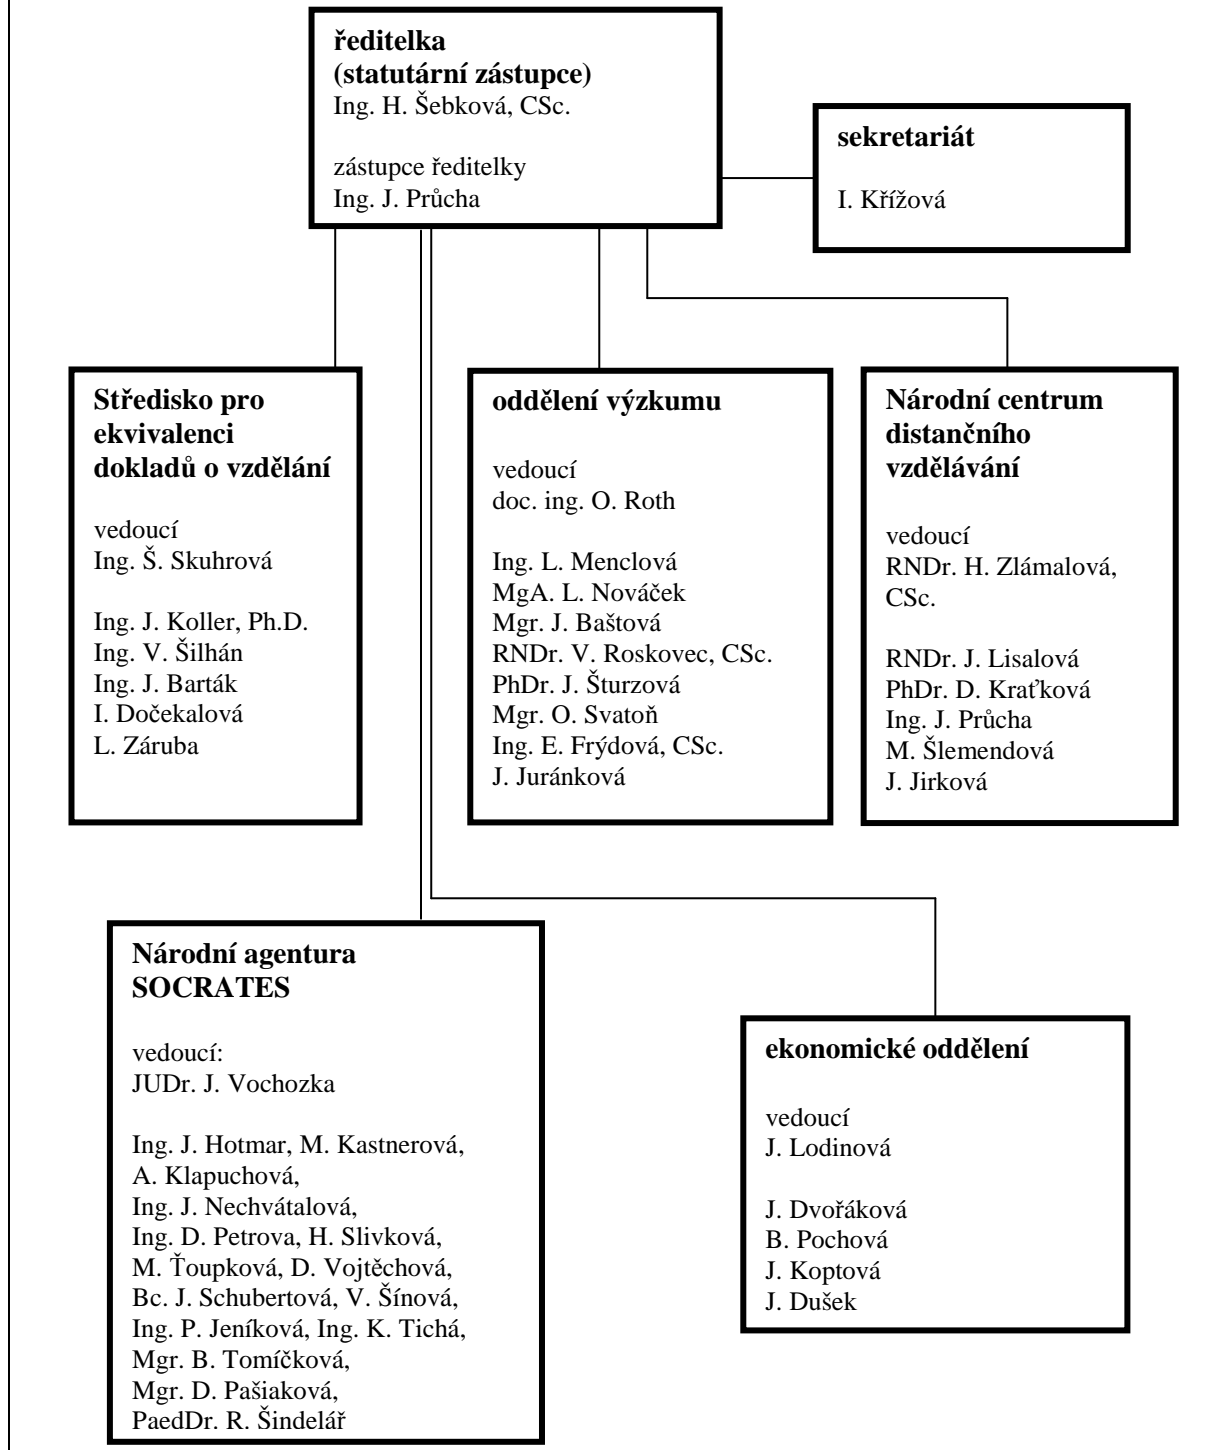 ředitelka
(statutární zástupce)
Ing. H. Šebková, CSc.
zástupce ředitelky
Ing. J. Průcha
sekretariát
I. Křížová
Středisko pro
ekvivalenci
dokladů o vzdělání
vedoucí
Ing. Š. Skuhrová
Ing. J. Koller, Ph.D.
Ing. V. Šilhán
Ing. J. Barták
I. Dočekalová
L. Záruba
oddělení výzkumu
vedoucí
doc. ing. O. Roth
Ing. L. Menclová
MgA. L. Nováček
Mgr. J. Baštová
RNDr. V. Roskovec, CSc.
PhDr. J. Šturzová
Mgr. O. Svatoň
Ing. E. Frýdová, CSc.
J. Juránková
Národní centrum
distančního
vzdělávání
vedoucí
RNDr. H. Zlámalová,
CSc.
RNDr. J. Lisalová
PhDr. D. Kraťková
Ing. J. Průcha
M. Šlemendová
J. Jirková
Národní agentura
SOCRATES
vedoucí:
JUDr. J. Vochozka
Ing. J. Hotmar, M. Kastnerová,
A. Klapuchová,
Ing. J. Nechvátalová,
Ing. D. Petrova, H. Slivková,
M. Ťoupková, D. Vojtěchová,
Bc. J. Schubertová, V. Šínová,
Ing. P. Jeníková, Ing. K. Tichá,
Mgr. B. Tomíčková,
Mgr. D. Pašiaková,
PaedDr. R. Šindelář
ekonomické oddělení
vedoucí
J. Lodinová
J. Dvořáková
B. Pochová
J. Koptová
J. Dušek